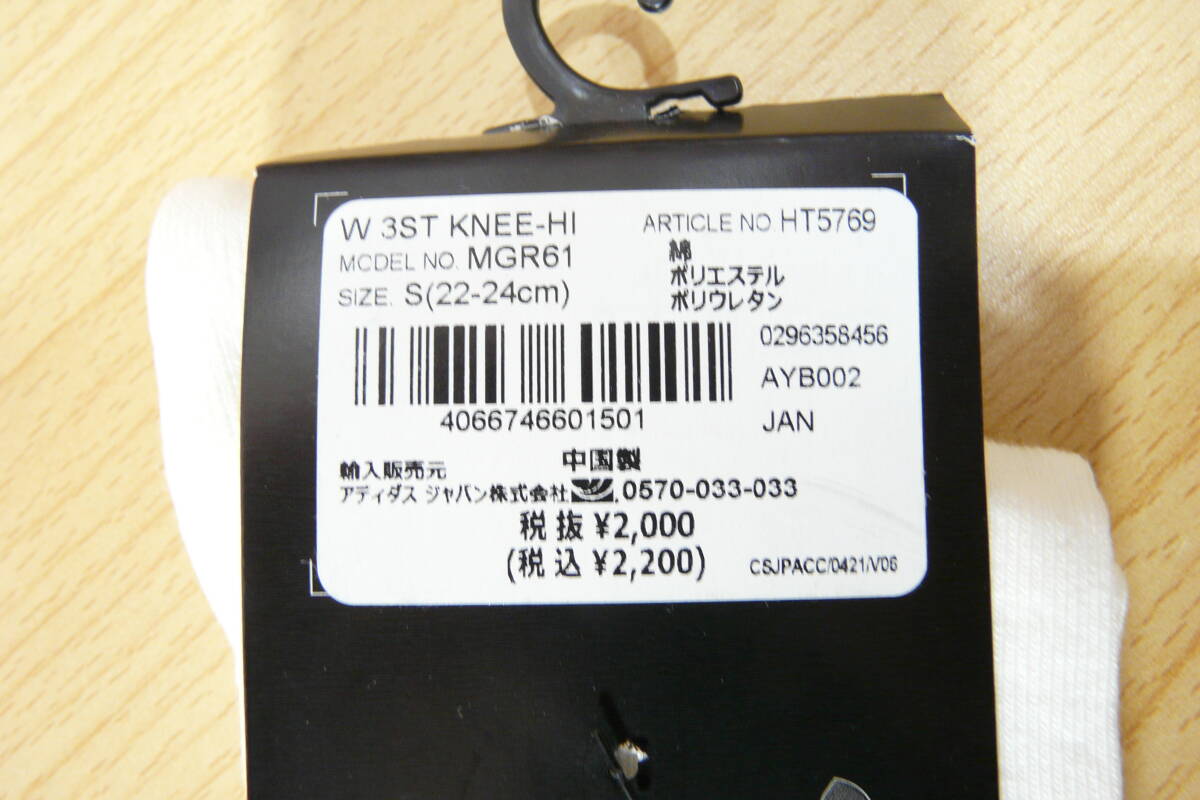 W 3ST KNEE-HI
ARTICLE NO HT5769
MODEL NO. MGR61
綿
ポリエステル
ポリウレタン
SIZE. S(22-24cm)
0296358456
AYB002
4066746601501
JAN
中国製
輸入販売元
アディダス ジャパン株式会社 .0570-033-033
税抜 ¥2,000
(税込 ¥2,200)
CSJPACC/0421/V06